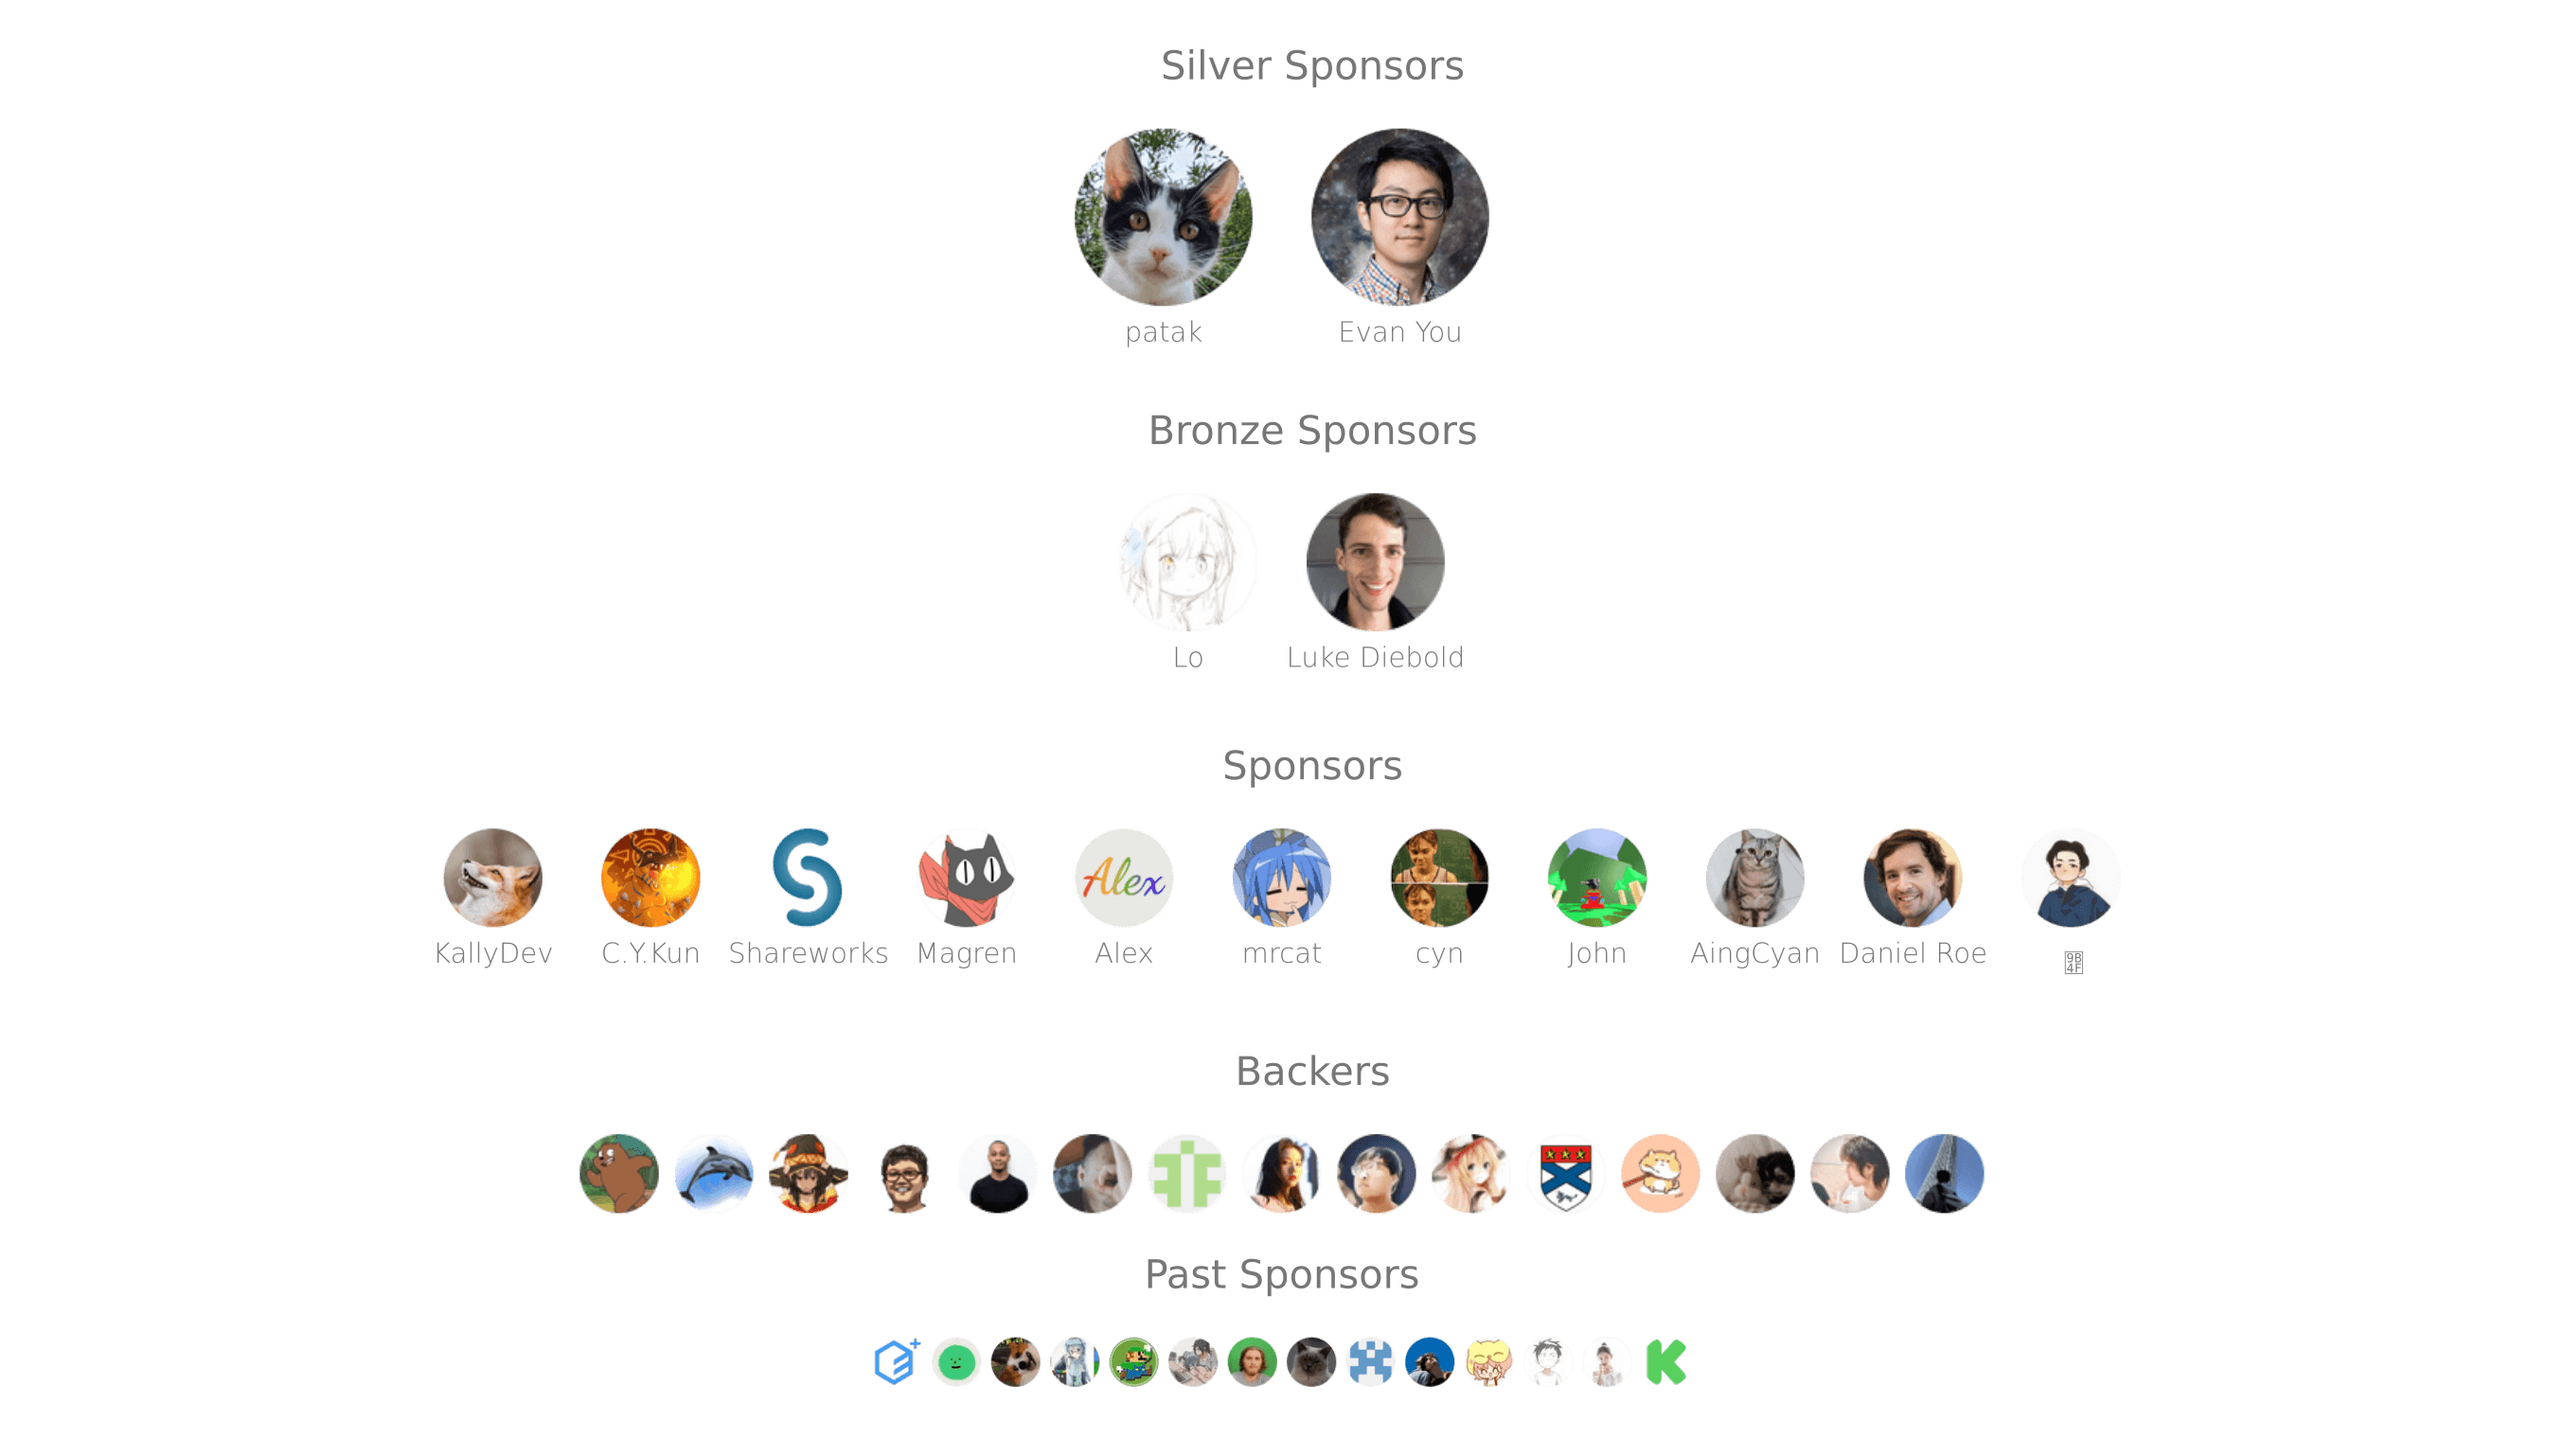 Silver Sponsors
patak
Evan You
Bronze Sponsors
Lo
Luke Diebold
Sponsors
Alex
KallyDev
C.Y.Kun
Shareworks
Magren
Alex
mrcat
cyn
John
AingCyan
Daniel Roe
Backers
Past Sponsors